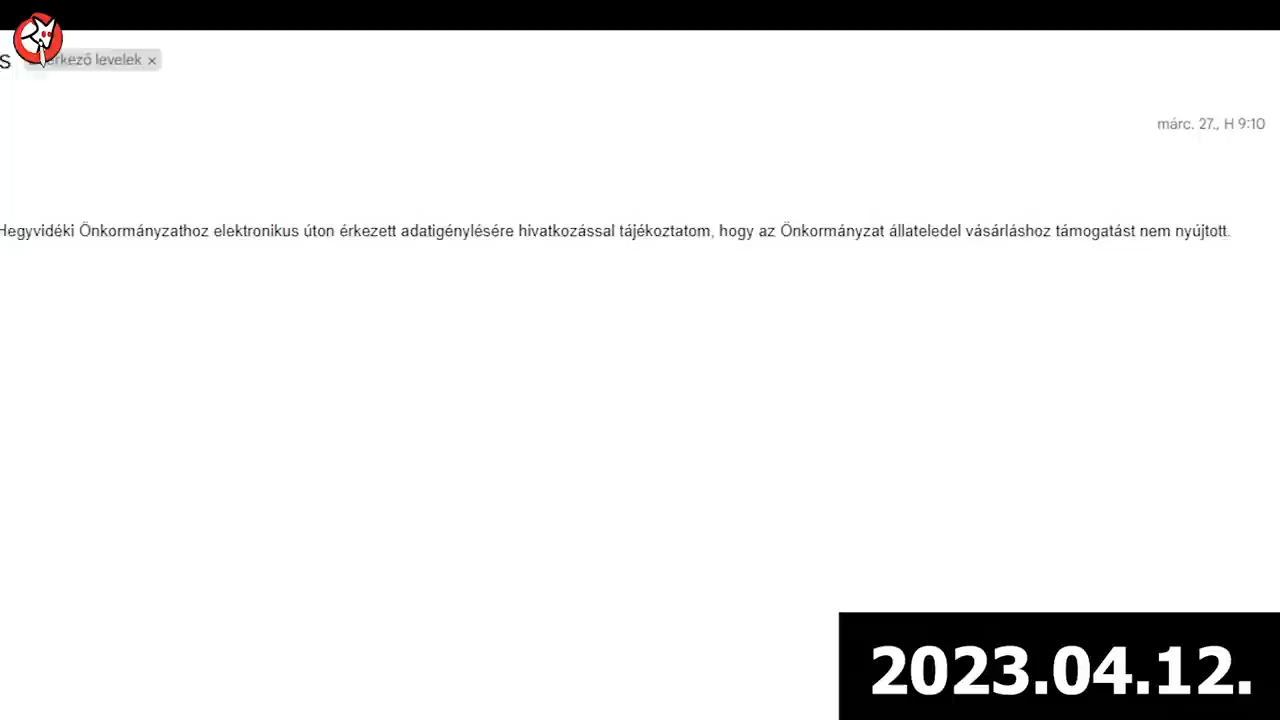 levelek ×
márc. 27., H 9:10
Hegyvidéki Önkormányzathoz elektronikus úton érkezett adatigénylésére hivatkozással tájékoztatom, hogy az Önkormányzat állateledel vásárláshoz támogatást nem nyújtott.
2023.04.12.